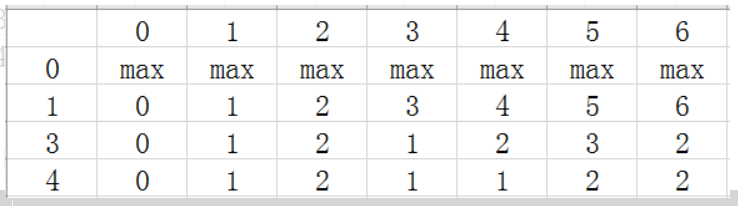 0 1 2 3 4 5 6
0 max max max max max max max
1 0 1 2 3 4 5 6
3 0 1 2 1 2 3 2
4 0 1 2 1 1 2 2